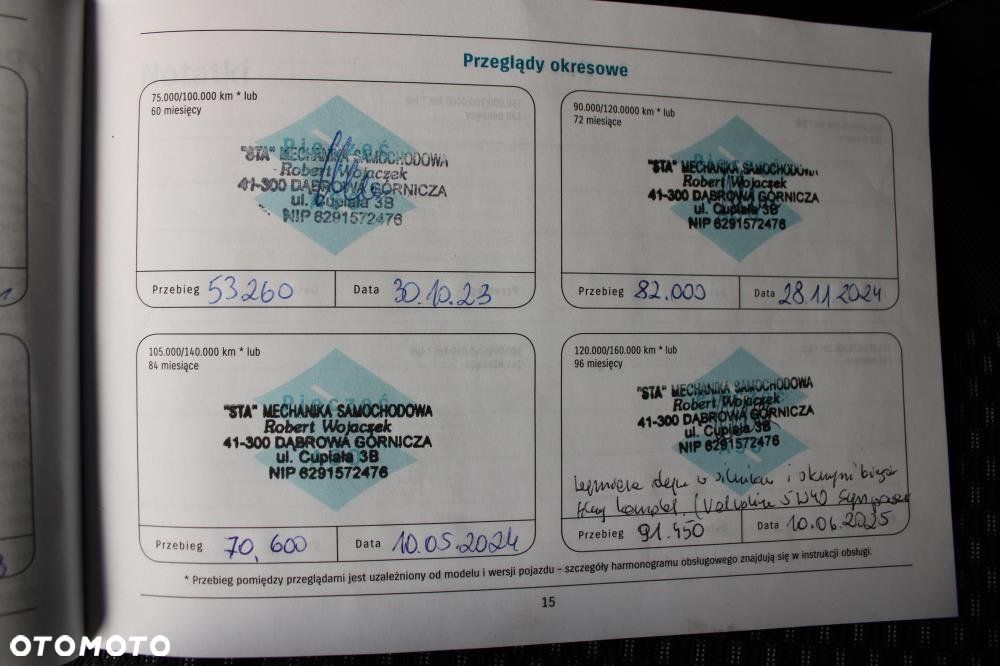 Przeglądy okresowe
75.000/100.000 km * lub
60 miesięcy
Pieczęć
"STA" MECHANIKA SAMOCHODOWA
Robert Wojaczek
41-300 DĄBROWA GÓRNICZA
ul. Cupiała 3B
NIP 6291572476
Przebieg 53260 Data 30.10.23
90.000/120.0000 km * lub
72 miesiące
"STA" MECHANIKA SAMOCHODOWA
Robert Wojaczek
41-300 DĄBROWA GÓRNICZA
ul. Cupiała 3B
NIP 6291572476
Przebieg 82.000 Data 28.11 2024
105.000/140.000 km * lub
84 miesiące
Pieczęć
"STA" MECHANIKA SAMOCHODOWA
Robert Wojaczek
41-300 DĄBROWA GÓRNICZA
ul. Cupiała 3B
NIP 6291572476
Przebieg 70,600 Data 10.05.2024
120.000/160.000 km * lub
96 miesięcy
"STA" MECHANIKA SAMOCHODOWA
Robert Wojaczek
41-300 DĄBROWA GÓRNICZA
ul. Cupiała 3B
NIP 6291572476
w silniku i
(Valvoline 5W40
Przebieg 91.450 Data 10.06.2025
* Przebieg pomiędzy przeglądami jest uzależniony od modelu i wersji pojazdu – szczegóły harmonogramu obsługowego znajdują się w instrukcji obsługi.
15
OTOMOTO